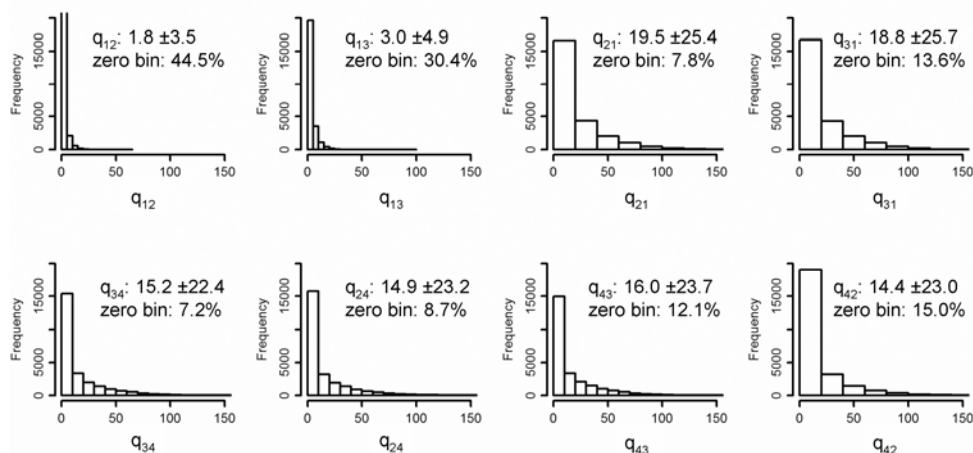 q12: 1.8 ±3.5
zero bin: 44.5%
Frequency
0 5000 15000
0 50 100 150
q12
q13: 3.0 ±4.9
zero bin: 30.4%
Frequency
0 5000 15000
0 50 100 150
q13
q21: 19.5 ±25.4
zero bin: 7.8%
Frequency
0 5000 15000
0 50 100 150
q21
q31: 18.8 ±25.7
zero bin: 13.6%
Frequency
0 5000 15000
0 50 100 150
q31
q34: 15.2 ±22.4
zero bin: 7.2%
Frequency
0 5000 15000
0 50 100 150
q34
q24: 14.9 ±23.2
zero bin: 8.7%
Frequency
0 5000 15000
0 50 100 150
q24
q43: 16.0 ±23.7
zero bin: 12.1%
Frequency
0 5000 15000
0 50 100 150
q43
q42: 14.4 ±23.0
zero bin: 15.0%
Frequency
0 5000 15000
0 50 100 150
q42